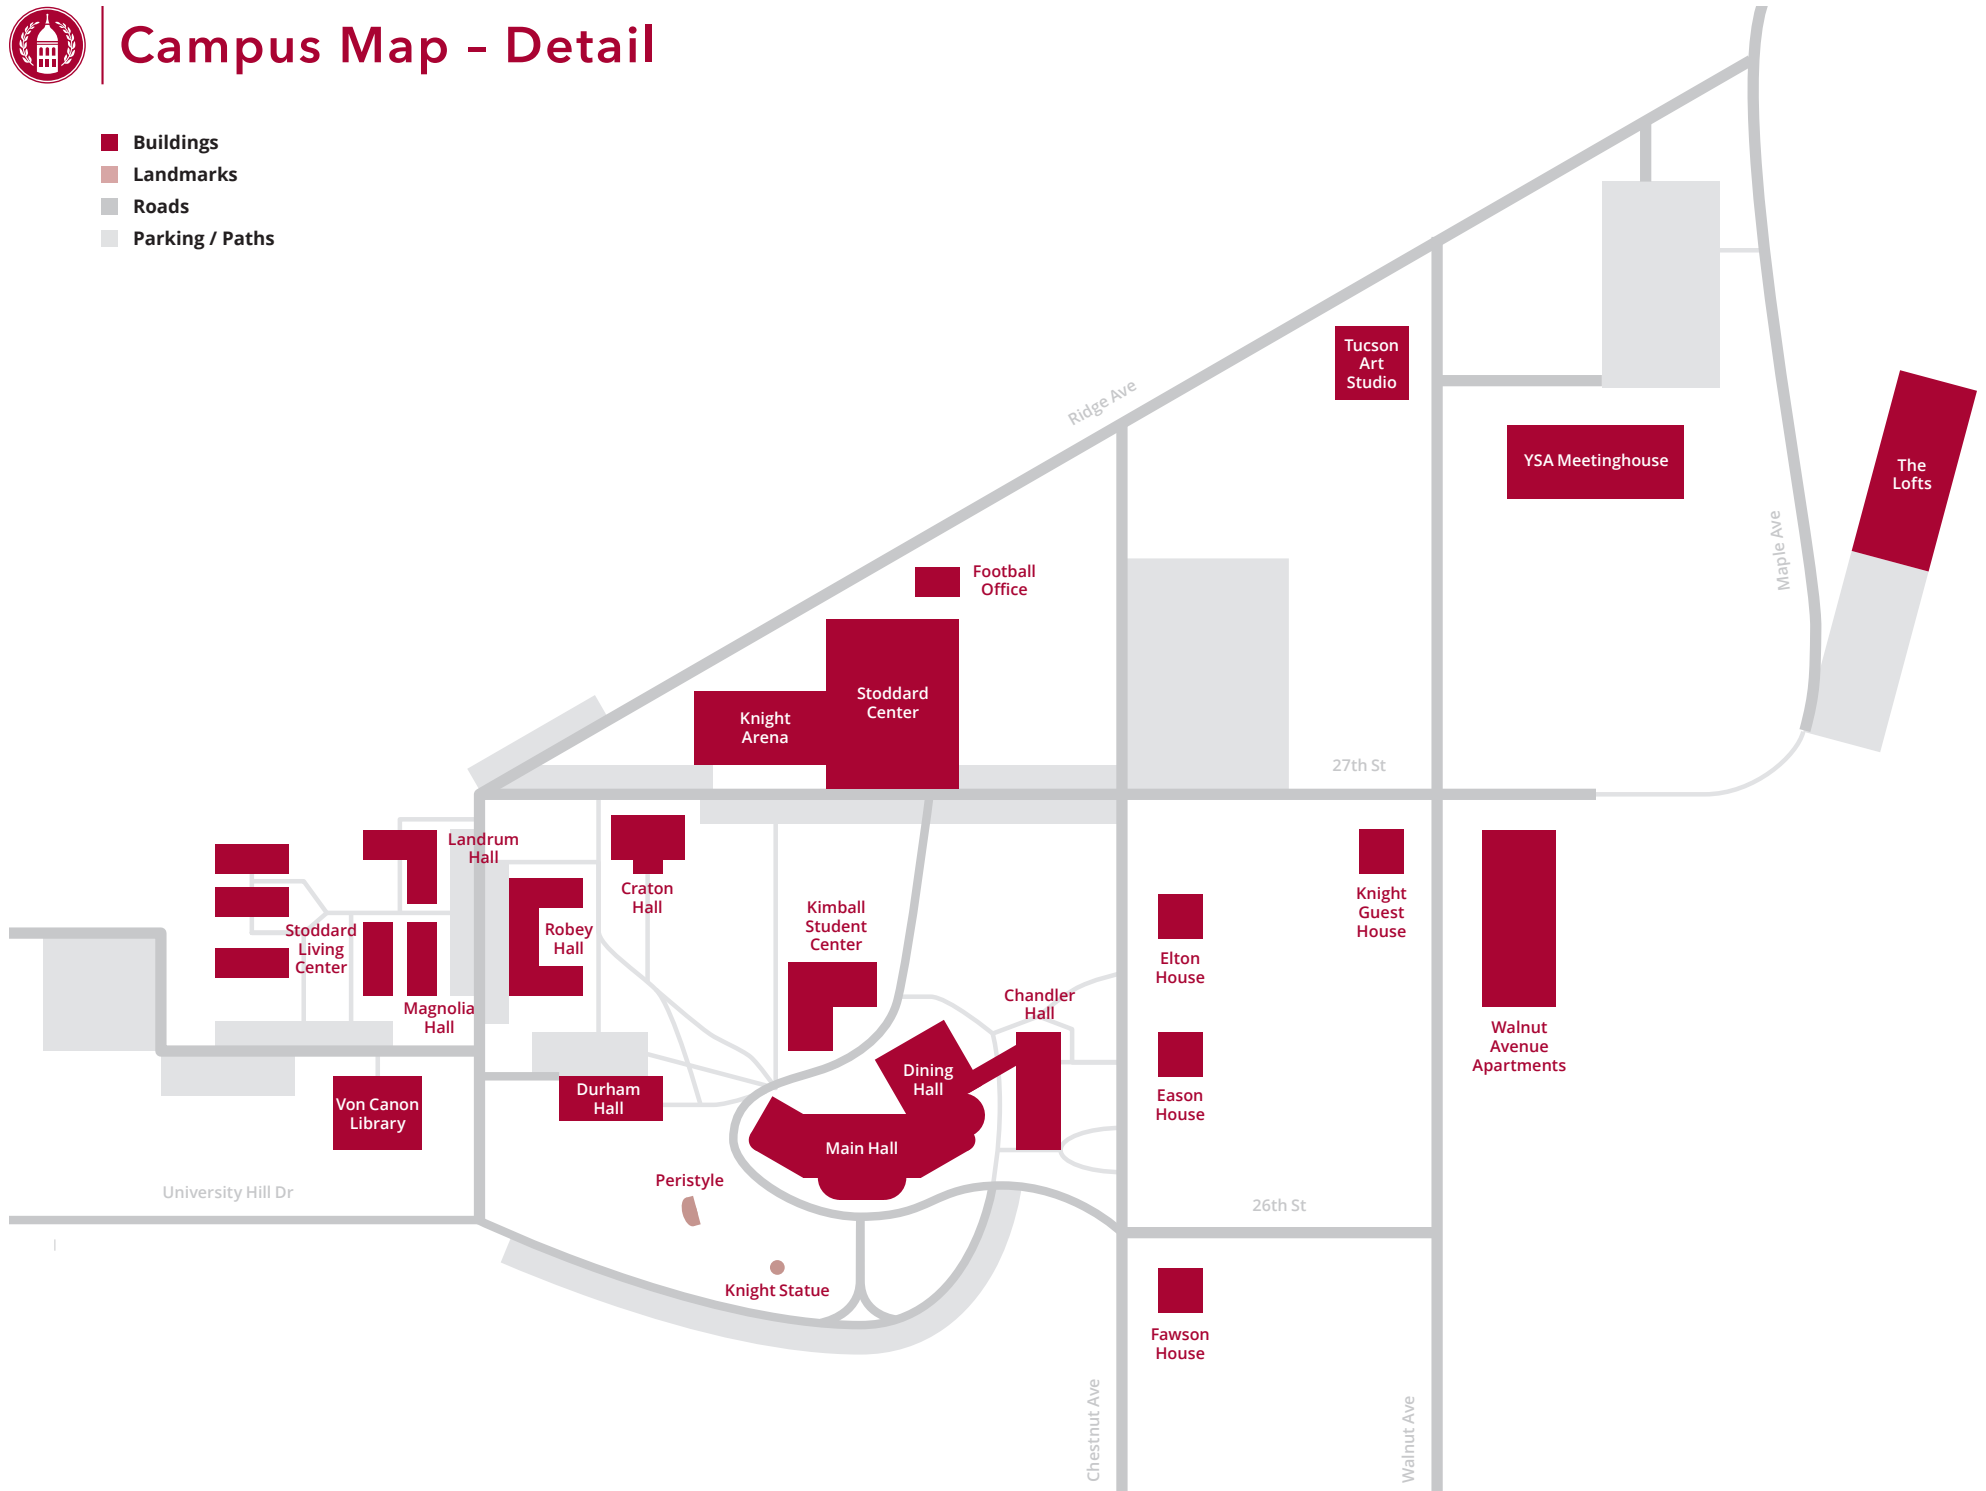 Campus Map – Detail
Buildings
Landmarks
Roads
Parking / Paths
Ridge Ave
Tucson
Art
Studio
YSA Meetinghouse
The
Lofts
Maple Ave
Football
Office
Stoddard
Center
Knight
Arena
27th St
Landrum
Hall
Craton
Hall
Kimball
Student
Center
Knight
Guest
House
Stoddard
Living
Center
Robey
Hall
Elton
House
Magnolia
Hall
Chandler
Hall
Walnut
Avenue
Apartments
Dining
Hall
Durham
Hall
Eason
House
Von Canon
Library
Main Hall
Peristyle
University Hill Dr
26th St
Knight Statue
Fawson
House
Chestnut Ave
Walnut Ave